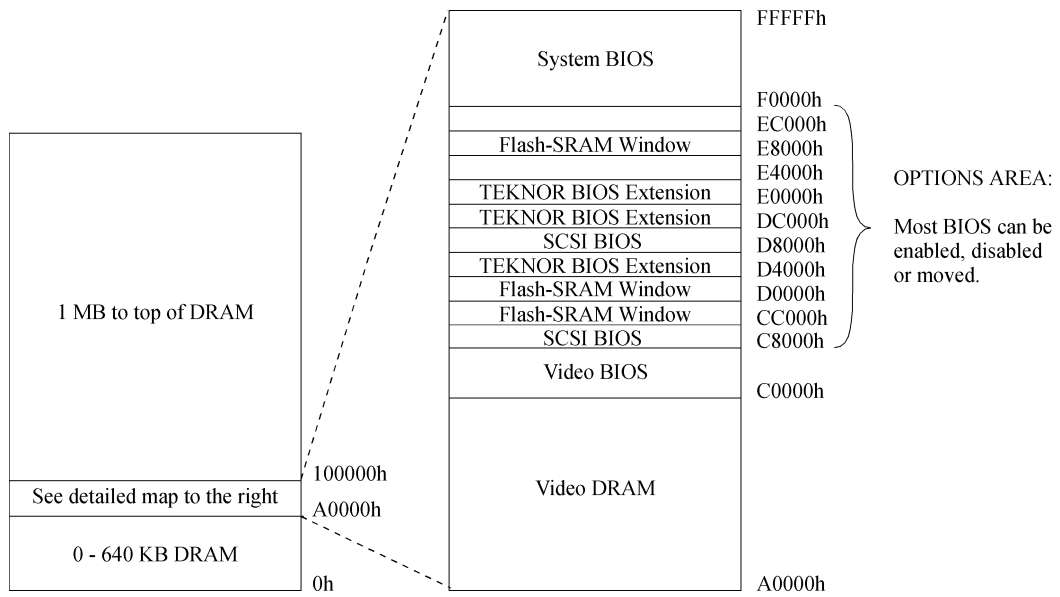 1 MB to top of DRAM
100000h
See detailed map to the right
A0000h
0 - 640 KB DRAM
0h
FFFFFh
System BIOS
F0000h
EC000h
Flash-SRAM Window
E8000h
E4000h
TEKNOR BIOS Extension
E0000h
TEKNOR BIOS Extension
DC000h
SCSI BIOS
D8000h
TEKNOR BIOS Extension
D4000h
Flash-SRAM Window
D0000h
Flash-SRAM Window
CC000h
SCSI BIOS
C8000h
Video BIOS
C0000h
Video DRAM
A0000h
OPTIONS AREA:
Most BIOS can be
enabled, disabled
or moved.